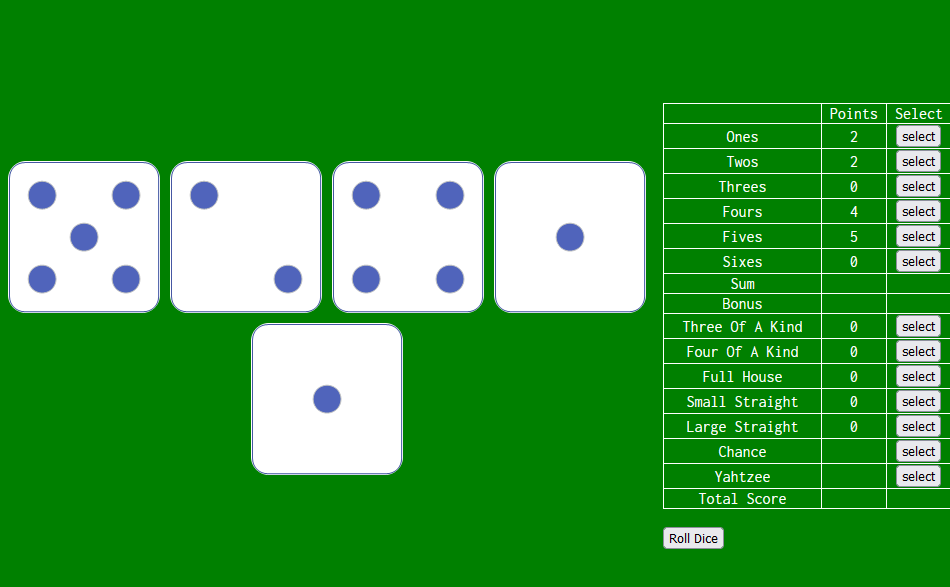 Points Select
Ones 2 select
Twos 2 select
Threes 0 select
Fours 4 select
Fives 5 select
Sixes 0 select
Sum
Bonus
Three Of A Kind 0 select
Four Of A Kind 0 select
Full House 0 select
Small Straight 0 select
Large Straight 0 select
Chance select
Yahtzee select
Total Score
Roll Dice